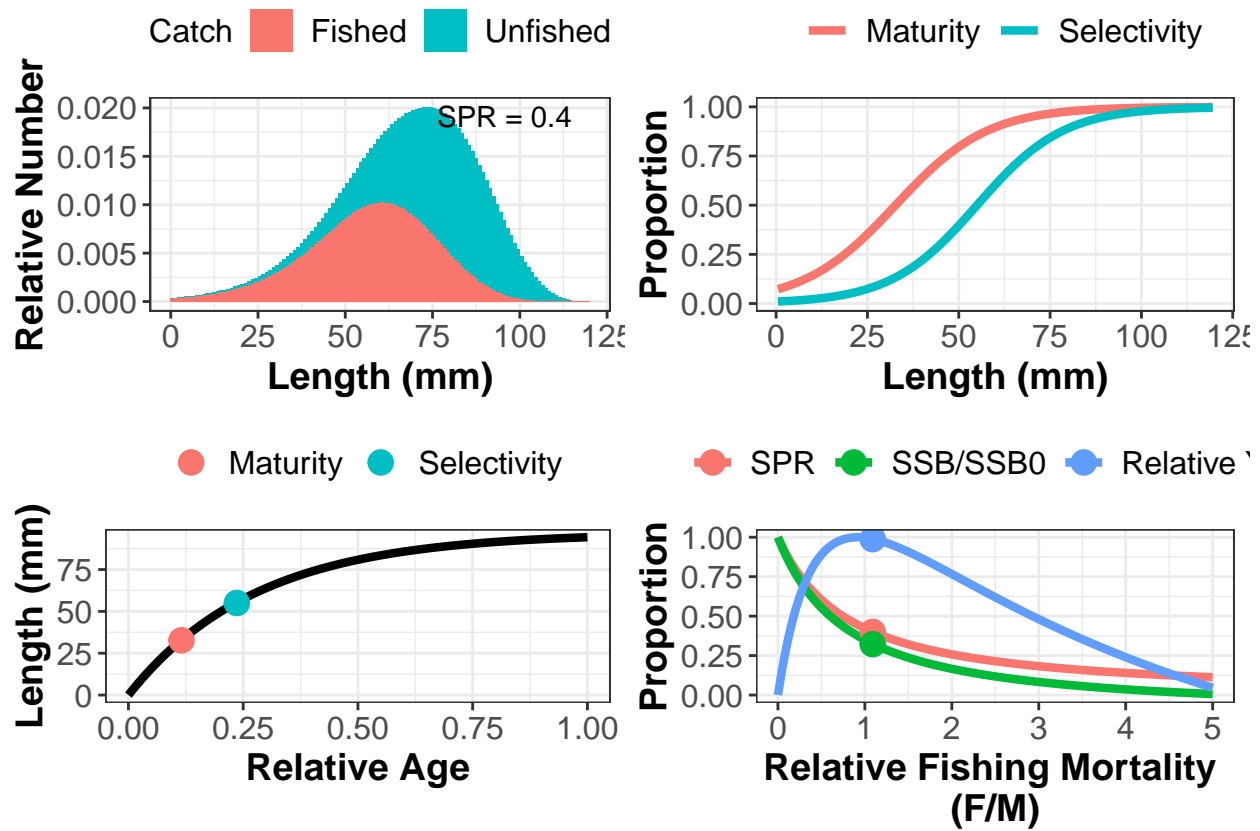 Catch Fished Unfished
Relative Number
0.020
0.015
0.010
0.005
0.000
SPR = 0.4
0 25 50 75 100 125
Length (mm)
Maturity Selectivity
Proportion
1.00
0.75
0.50
0.25
0.00
0 25 50 75 100 125
Length (mm)
Maturity Selectivity
Length (mm)
75
50
25
0
0.00 0.25 0.50 0.75 1.00
Relative Age
SPR SSB/SSB0 Relative
Proportion
1.00
0.75
0.50
0.25
0.00
0 1 2 3 4 5
Relative Fishing Mortality
(F/M)